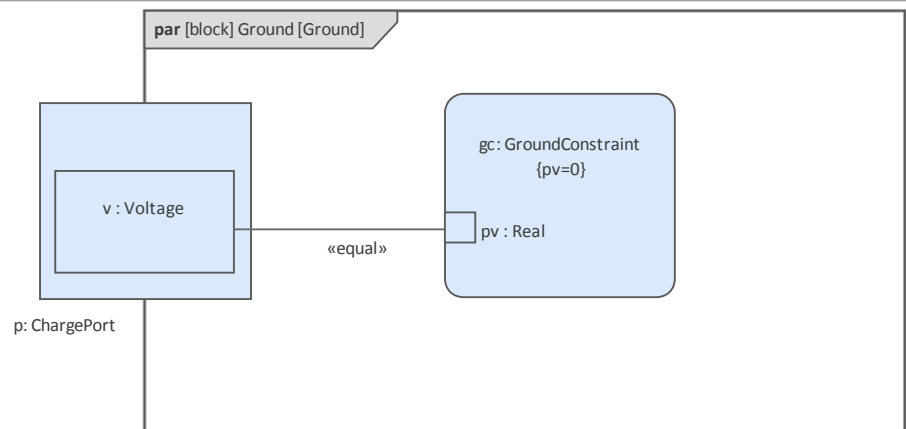 par [block] Ground [Ground]
gc: GroundConstraint
{pv=0}
v : Voltage
pv : Real
«equal»
p: ChargePort